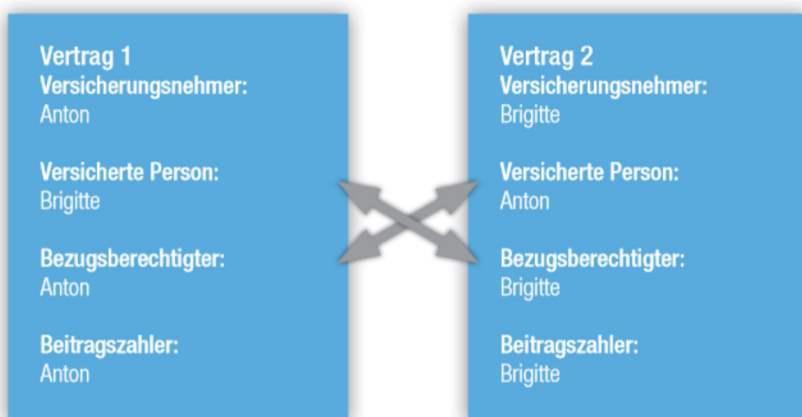 Vertrag 1
Versicherungsnehmer:
Anton
Versicherte Person:
Brigitte
Bezugsberechtigter:
Anton
Beitragszahler:
Anton
Vertrag 2
Versicherungsnehmer:
Brigitte
Versicherte Person:
Anton
Bezugsberechtigter:
Brigitte
Beitragszahler:
Brigitte